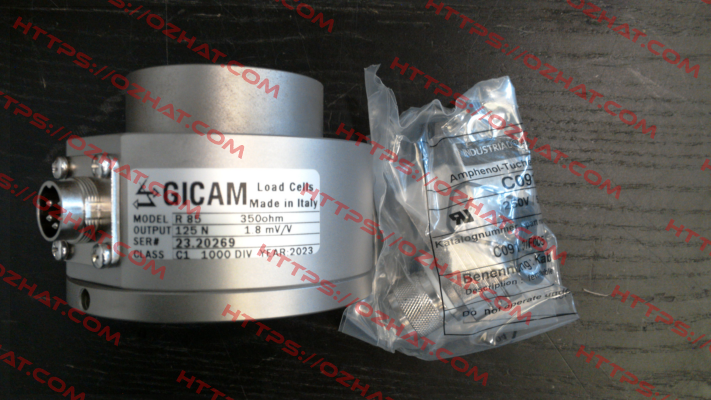 GICAM Load Cells
Made in Italy
MODEL R 85 350ohm
OUTPUT 125 N 1.8 mV/V
SER# 23.20269
CLASS C1 1000 DIV YEAR 2023
Amphenol-Tuchel
C09
Katalognummer
C09
Benennung
Description
Do not operate under
HTTPS://OZHAT.COM